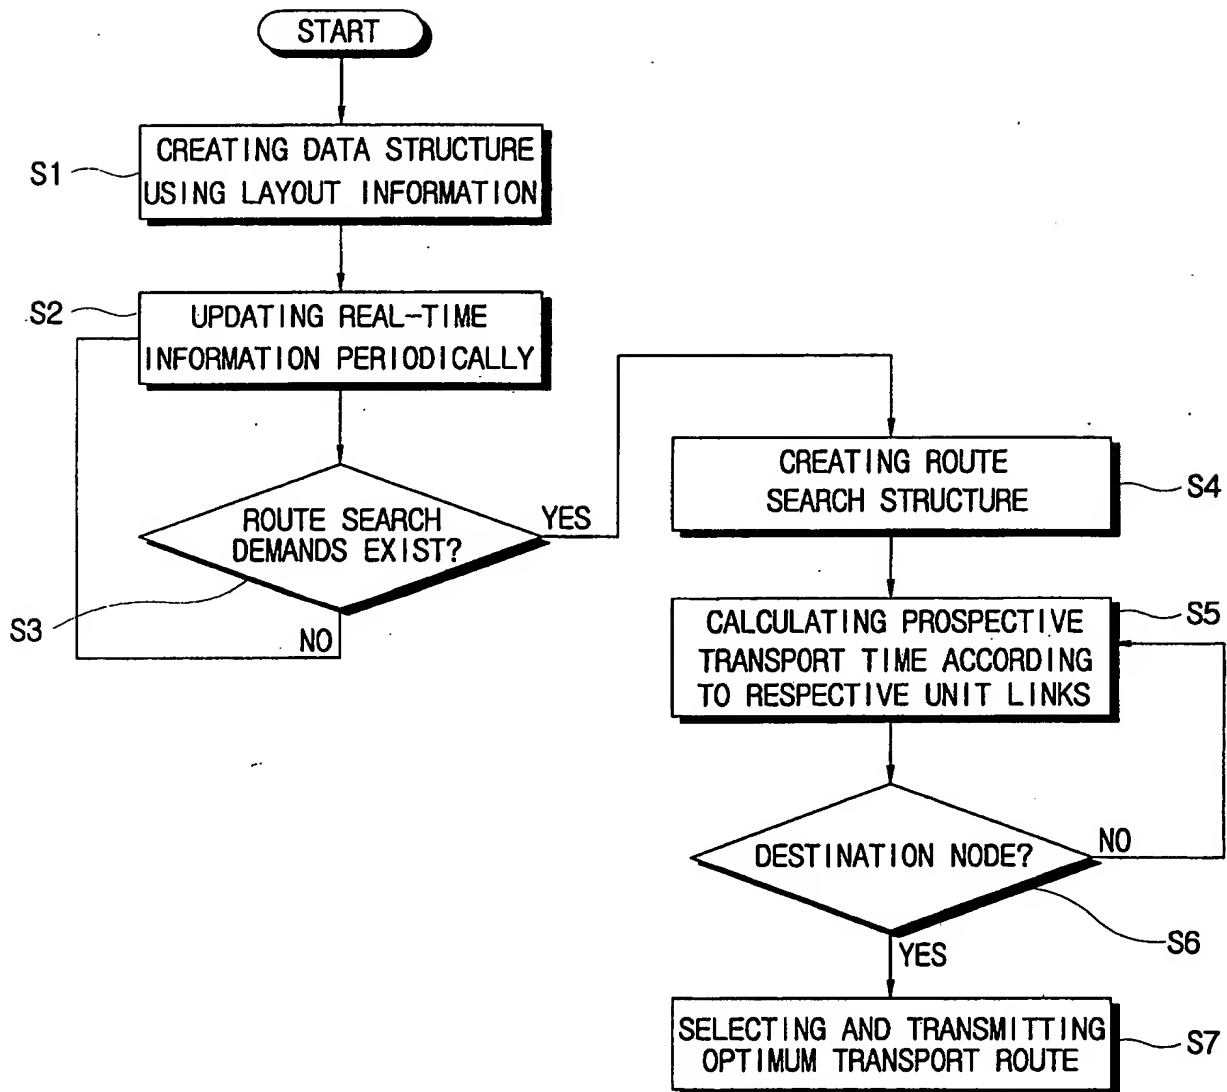 START
S1
CREATING DATA STRUCTURE
USING LAYOUT INFORMATION
S2
UPDATING REAL-TIME
INFORMATION PERIODICALLY
ROUTE SEARCH
DEMANDS EXIST?
YES
S3
NO
CREATING ROUTE
SEARCH STRUCTURE
S4
CALCULATING PROSPECTIVE
TRANSPORT TIME ACCORDING
TO RESPECTIVE UNIT LINKS
S5
DESTINATION NODE?
NO
S6
YES
SELECTING AND TRANSMITTING
OPTIMUM TRANSPORT ROUTE
S7